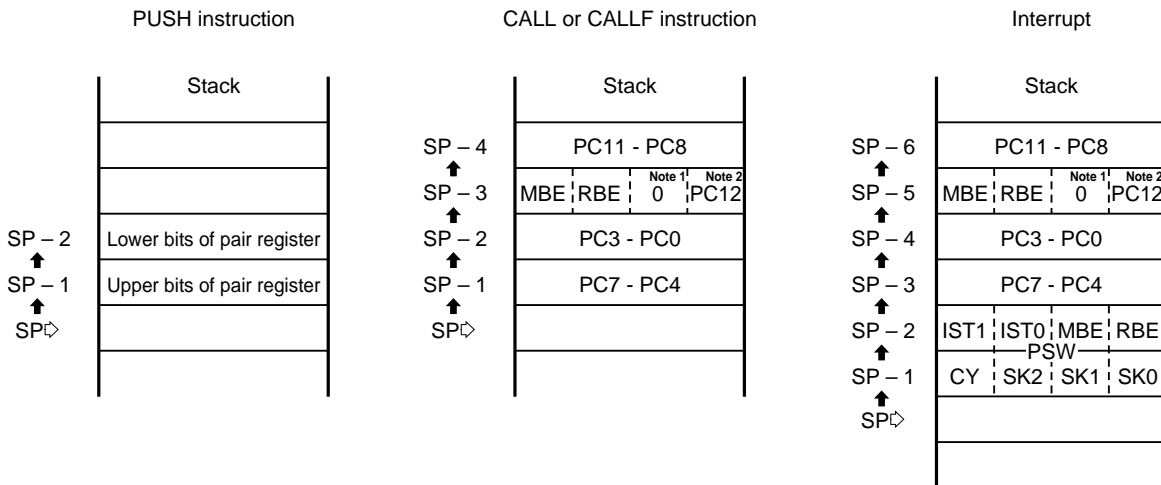 PUSH instruction
CALL or CALLF instruction
Interrupt
Stack
SP – 2 Lower bits of pair register
SP – 1 Upper bits of pair register
SP
Stack
SP – 4 PC11 - PC8
SP – 3 MBE RBE 0 Note 1 PC12 Note 2
SP – 2 PC3 - PC0
SP – 1 PC7 - PC4
SP
Stack
SP – 6 PC11 - PC8
SP – 5 MBE RBE 0 Note 1 PC12 Note 2
SP – 4 PC3 - PC0
SP – 3 PC7 - PC4
SP – 2 IST1 IST0 MBE RBE
PSW
SP – 1 CY SK2 SK1 SK0
SP